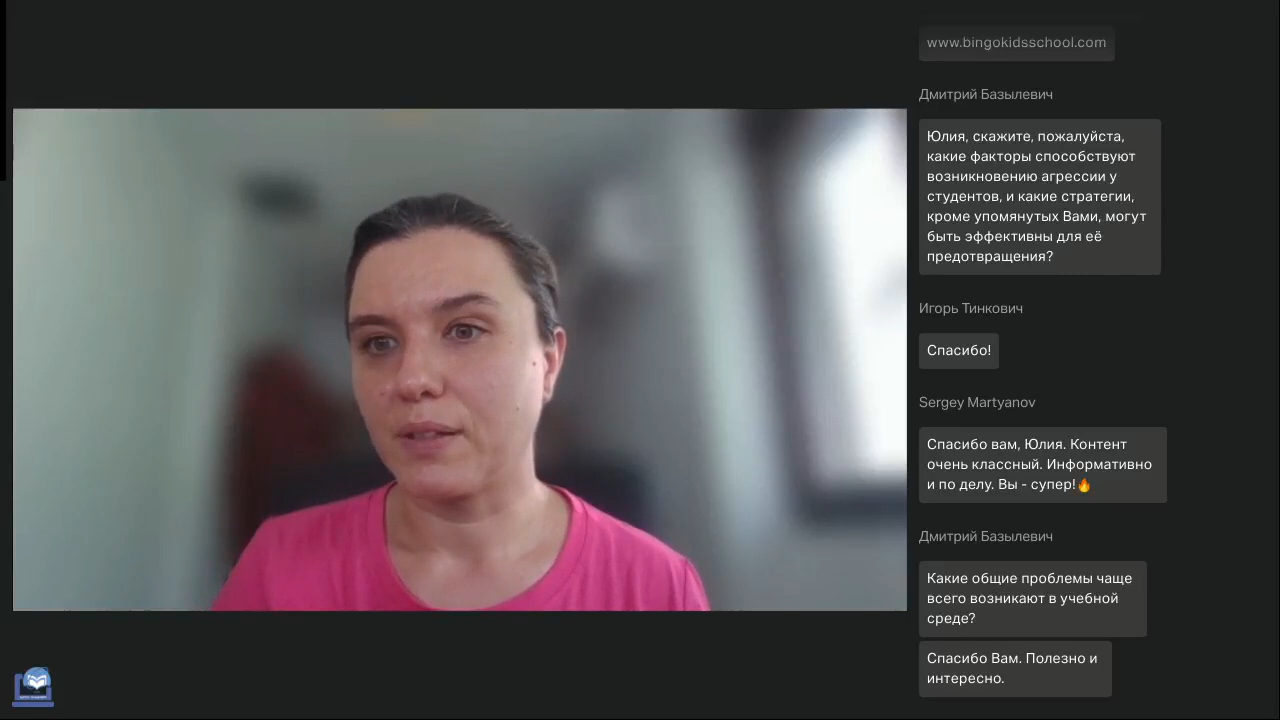 www.bingokidsschool.com
Дмитрий Базылевич
Юлия, скажите, пожалуйста,
какие факторы способствуют
возникновению агрессии у
студентов, и какие стратегии,
кроме упомянутых Вами, могут
быть эффективны для её
предотвращения?
Игорь Тинкович
Спасибо!
Sergey Martyanov
Спасибо вам, Юлия. Контент
очень классный. Информативно
и по делу. Вы - супер!🔥
Дмитрий Базылевич
Какие общие проблемы чаще
всего возникают в учебной
среде?
Спасибо Вам. Полезно и
интересно.